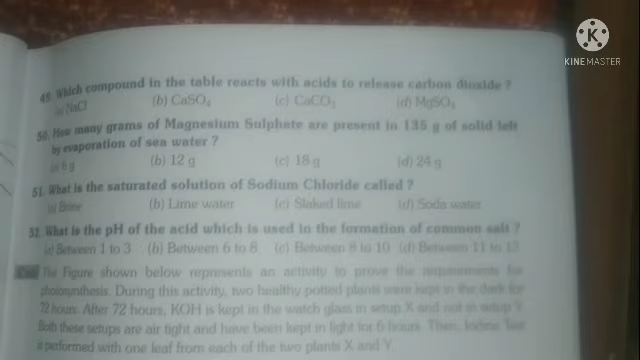 KINEMASTER
49. Which compound in the table reacts with acids to release carbon dioxide ?
(a) NaCl (b) CaSO₄ (c) CaCO₃ (d) MgSO₄
50. How many grams of Magnesium Sulphate are present in 135 g of solid left
by evaporation of sea water ?
(a) 6 g (b) 12 g (c) 18 g (d) 24 g
51. What is the saturated solution of Sodium Chloride called ?
(a) Brine (b) Lime water (c) Slaked lime (d) Soda water
52. What is the pH of the acid which is used in the formation of common salt ?
(a) Between 1 to 3 (b) Between 6 to 8 (c) Between 8 to 10 (d) Between 11 to 13
The Figure shown below represents an activity to prove the requirements for
photosynthesis. During this activity, two healthy potted plants were kept in the dark for
72 hours. After 72 hours, KOH is kept in the watch glass in setup X and not in setup Y.
Both these setups are air tight and have been kept in light for 6 hours. Then, Iodine Test
is performed with one leaf from each of the two plants X and Y.